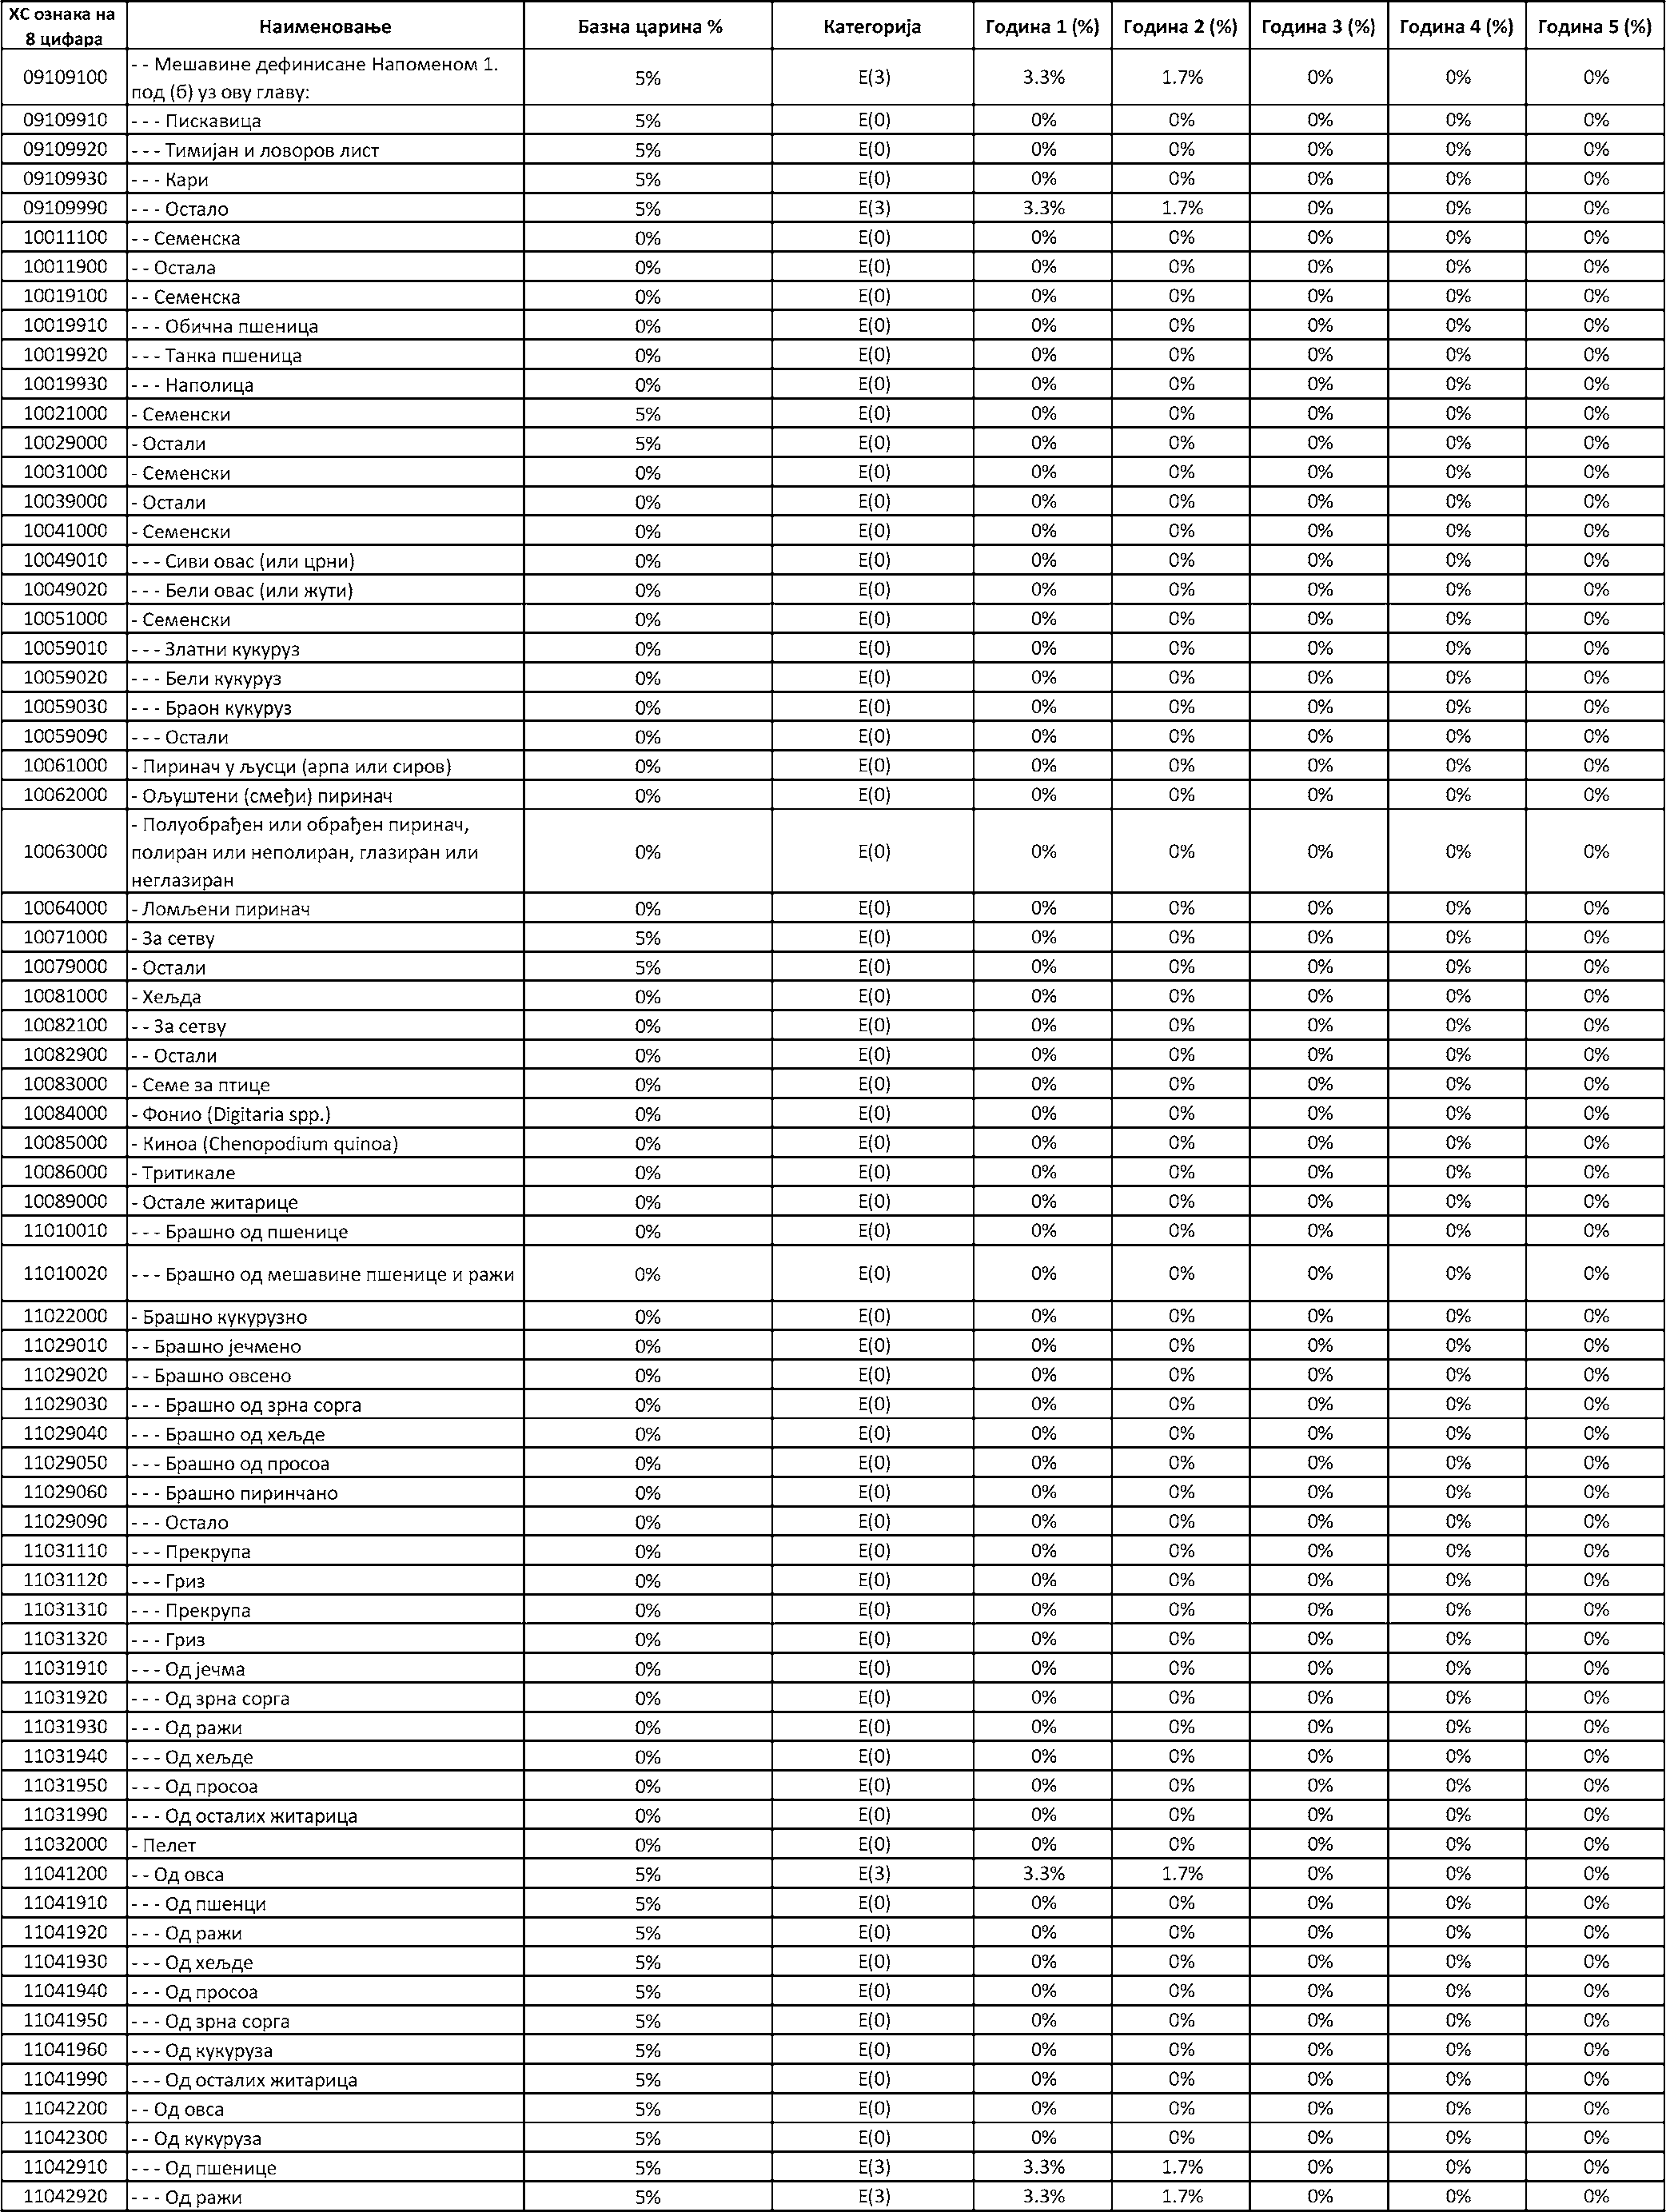 ХС ознака на 8 цифара Наименовање Базна царина % Категорија Година 1 (%) Година 2 (%) Година 3 (%) Година 4 (%) Година 5 (%)
09109100 - - Мешавине дефинисане Напоменом 1. под (б) уз ову главу: 5% Е(3) 3.3% 1.7% 0% 0% 0%
09109910 - - - Пискавица 5% Е(0) 0% 0% 0% 0% 0%
09109920 - - - Тимијан и ловоров лист 5% Е(0) 0% 0% 0% 0% 0%
09109930 - - - Кари 5% Е(0) 0% 0% 0% 0% 0%
09109990 - - - Остало 5% Е(3) 3.3% 1.7% 0% 0% 0%
10011100 - - Семенска 0% Е(0) 0% 0% 0% 0% 0%
10011900 - - Остала 0% Е(0) 0% 0% 0% 0% 0%
10019100 - - Семенска 0% Е(0) 0% 0% 0% 0% 0%
10019910 - - - Обична пшеница 0% Е(0) 0% 0% 0% 0% 0%
10019920 - - - Танка пшеница 0% Е(0) 0% 0% 0% 0% 0%
10019930 - - - Наполица 0% Е(0) 0% 0% 0% 0% 0%
10021000 - Семенски 5% Е(0) 0% 0% 0% 0% 0%
10029000 - Остали 5% Е(0) 0% 0% 0% 0% 0%
10031000 - Семенски 0% Е(0) 0% 0% 0% 0% 0%
10039000 - Остали 0% Е(0) 0% 0% 0% 0% 0%
10041000 - Семенски 0% Е(0) 0% 0% 0% 0% 0%
10049010 - - - Сиви овас (или црни) 0% Е(0) 0% 0% 0% 0% 0%
10049020 - - - Бели овас (или жути) 0% Е(0) 0% 0% 0% 0% 0%
10051000 - Семенски 0% Е(0) 0% 0% 0% 0% 0%
10059010 - - - Златни кукуруз 0% Е(0) 0% 0% 0% 0% 0%
10059020 - - - Бели кукуруз 0% Е(0) 0% 0% 0% 0% 0%
10059030 - - - Браон кукуруз 0% Е(0) 0% 0% 0% 0% 0%
10059090 - - - Остали 0% Е(0) 0% 0% 0% 0% 0%
10061000 - Пиринач у љусци (арпа или сиров) 0% Е(0) 0% 0% 0% 0% 0%
10062000 - Ољуштени (смеђи) пиринач 0% Е(0) 0% 0% 0% 0% 0%
10063000 - Полуобрађен или обрађен пиринач, полиран или неполиран, глазиран или неглазиран 0% Е(0) 0% 0% 0% 0% 0%
10064000 - Ломљени пиринач 0% Е(0) 0% 0% 0% 0% 0%
10071000 - За сетву 5% Е(0) 0% 0% 0% 0% 0%
10079000 - Остали 5% Е(0) 0% 0% 0% 0% 0%
10081000 - Хељда 0% Е(0) 0% 0% 0% 0% 0%
10082100 - - За сетву 0% Е(0) 0% 0% 0% 0% 0%
10082900 - - Остали 0% Е(0) 0% 0% 0% 0% 0%
10083000 - Семе за птице 0% Е(0) 0% 0% 0% 0% 0%
10084000 - Фонио (Digitaria spp.) 0% Е(0) 0% 0% 0% 0% 0%
10085000 - Киноа (Chenopodium quinoa) 0% Е(0) 0% 0% 0% 0% 0%
10086000 - Тритикале 0% Е(0) 0% 0% 0% 0% 0%
10089000 - Остале житарице 0% Е(0) 0% 0% 0% 0% 0%
11010010 - - - Брашно од пшенице 0% Е(0) 0% 0% 0% 0% 0%
11010020 - - - Брашно од мешавине пшенице и ражи 0% Е(0) 0% 0% 0% 0% 0%
11022000 - Брашно кукурузно 0% Е(0) 0% 0% 0% 0% 0%
11029010 - - Брашно јечмено 0% Е(0) 0% 0% 0% 0% 0%
11029020 - - Брашно овсено 0% Е(0) 0% 0% 0% 0% 0%
11029030 - - - Брашно од зрна сорга 0% Е(0) 0% 0% 0% 0% 0%
11029040 - - - Брашно од хељде 0% Е(0) 0% 0% 0% 0% 0%
11029050 - - - Брашно од просоа 0% Е(0) 0% 0% 0% 0% 0%
11029060 - - - Брашно пиринчано 0% Е(0) 0% 0% 0% 0% 0%
11029090 - - - Остало 0% Е(0) 0% 0% 0% 0% 0%
11031110 - - - Прекрупа 0% Е(0) 0% 0% 0% 0% 0%
11031120 - - - Гриз 0% Е(0) 0% 0% 0% 0% 0%
11031310 - - - Прекрупа 0% Е(0) 0% 0% 0% 0% 0%
11031320 - - - Гриз 0% Е(0) 0% 0% 0% 0% 0%
11031910 - - - Од јечма 0% Е(0) 0% 0% 0% 0% 0%
11031920 - - - Од зрна сорга 0% Е(0) 0% 0% 0% 0% 0%
11031930 - - - Од ражи 0% Е(0) 0% 0% 0% 0% 0%
11031940 - - - Од хељде 0% Е(0) 0% 0% 0% 0% 0%
11031950 - - - Од просоа 0% Е(0) 0% 0% 0% 0% 0%
11031990 - - - Од осталих житарица 0% Е(0) 0% 0% 0% 0% 0%
11032000 - Пелет 0% Е(0) 0% 0% 0% 0% 0%
11041200 - - Од овса 5% Е(3) 3.3% 1.7% 0% 0% 0%
11041910 - - - Од пшенци 5% Е(0) 0% 0% 0% 0% 0%
11041920 - - - Од ражи 5% Е(0) 0% 0% 0% 0% 0%
11041930 - - - Од хељде 5% Е(0) 0% 0% 0% 0% 0%
11041940 - - - Од просоа 5% Е(0) 0% 0% 0% 0% 0%
11041950 - - - Од зрна сорга 5% Е(0) 0% 0% 0% 0% 0%
11041960 - - - Од кукуруза 5% Е(0) 0% 0% 0% 0% 0%
11041990 - - - Од осталих житарица 5% Е(0) 0% 0% 0% 0% 0%
11042200 - - Од овса 5% Е(0) 0% 0% 0% 0% 0%
11042300 - - Од кукуруза 5% Е(0) 0% 0% 0% 0% 0%
11042910 - - - Од пшенице 5% Е(3) 3.3% 1.7% 0% 0% 0%
11042920 - - - Од ражи 5% Е(3) 3.3% 1.7% 0% 0% 0%